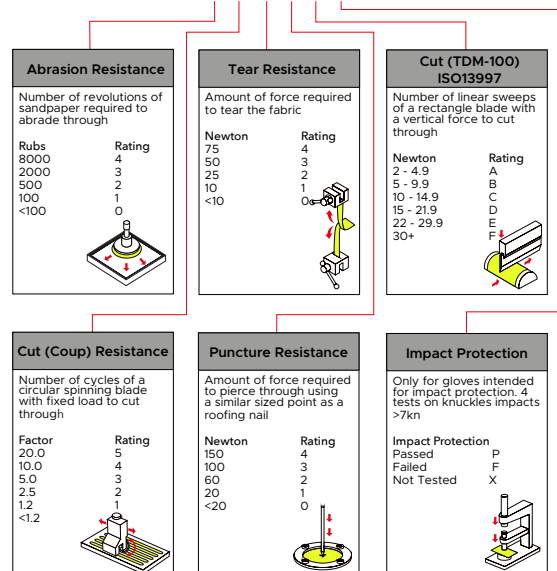 Abrasion Resistance
Number of revolutions of
sandpaper required to
abrade through
Rubs Rating
8000 4
2000 3
500 2
100 1
<100 0
Tear Resistance
Amount of force required
to tear the fabric
Newton Rating
75 4
50 3
25 2
10 1
<10 0
Cut (TDM-100)
ISO13997
Number of linear sweeps
of a rectangle blade with
a vertical force to cut
through
Newton Rating
2 - 4.9 A
5 - 9.9 B
10 - 14.9 C
15 - 21.9 D
22 - 29.9 E
30+ F
Cut (Coup) Resistance
Number of cycles of a
circular spinning blade
with fixed load to cut
through
Factor Rating
20.0 5
10.0 4
5.0 3
2.5 2
1.2 1
<1.2
Puncture Resistance
Amount of force required
to pierce through using
a similar sized point as a
roofing nail
Newton Rating
150 4
100 3
60 2
20 1
<20 0
Impact Protection
Only for gloves intended
for impact protection. 4
tests on knuckles impacts
>7kn
Impact Protection
Passed P
Failed F
Not Tested X